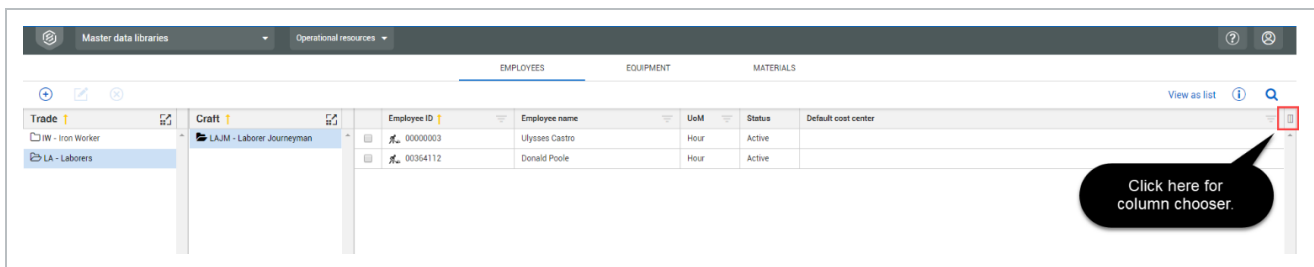 Master data libraries Operational resources
EMPLOYEES EQUIPMENT MATERIALS
View as list
Trade Craft Employee ID Employee name UoM Status Default cost center
IW - Iron Worker LAJM - Laborer Journeyman 00000003 Ulysses Castro Hour Active
LA - Laborers 00364112 Donald Poole Hour Active
Click here for
column chooser.